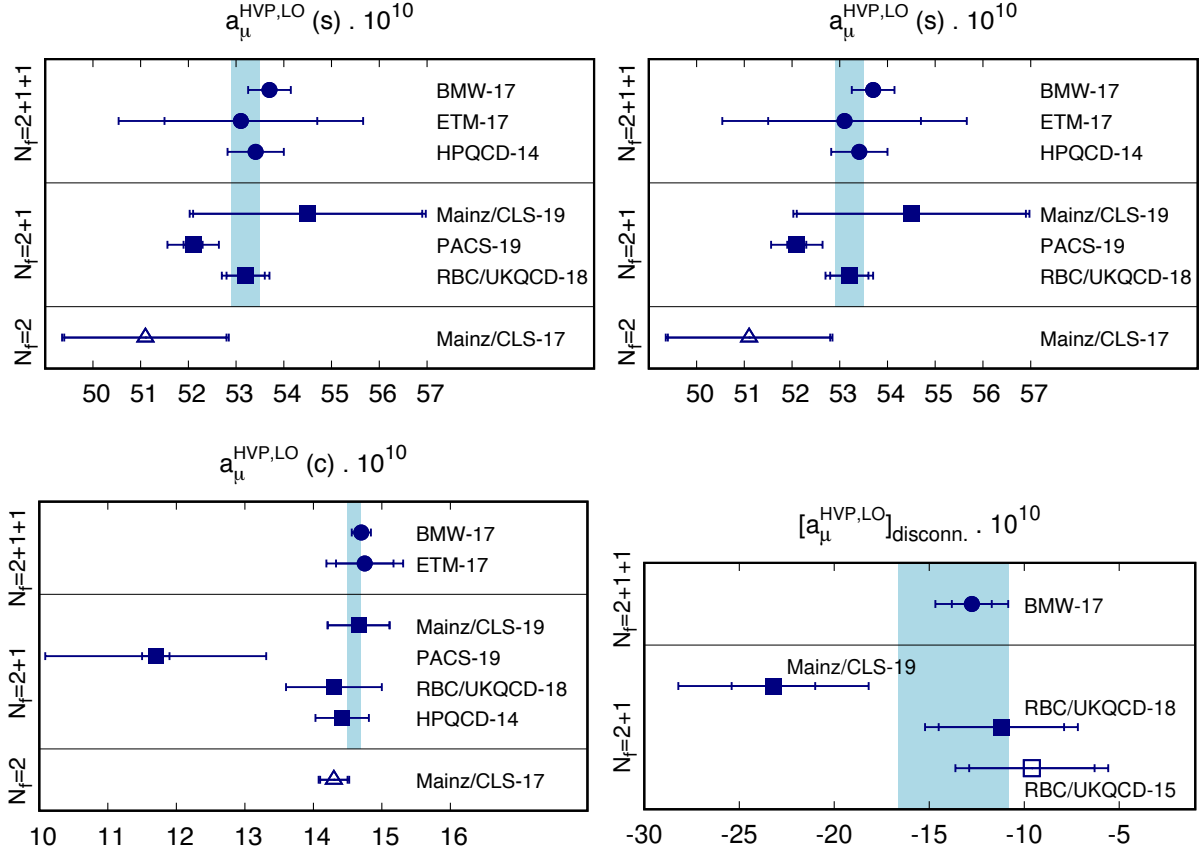 a_μ^HVP,LO (s) . 10^10
N_f=2+1+1
BMW-17
ETM-17
HPQCD-14
N_f=2+1
Mainz/CLS-19
PACS-19
RBC/UKQCD-18
N_f=2
Mainz/CLS-17
50 51 52 53 54 55 56 57
a_μ^HVP,LO (s) . 10^10
N_f=2+1+1
BMW-17
ETM-17
HPQCD-14
N_f=2+1
Mainz/CLS-19
PACS-19
RBC/UKQCD-18
N_f=2
Mainz/CLS-17
50 51 52 53 54 55 56 57
a_μ^HVP,LO (c) . 10^10
N_f=2+1+1
BMW-17
ETM-17
N_f=2+1
Mainz/CLS-19
PACS-19
RBC/UKQCD-18
HPQCD-14
N_f=2
Mainz/CLS-17
10 11 12 13 14 15 16
[a_μ^HVP,LO]_disconn. . 10^10
N_f=2+1+1
BMW-17
N_f=2+1
Mainz/CLS-19
RBC/UKQCD-18
RBC/UKQCD-15
-30 -25 -20 -15 -10 -5